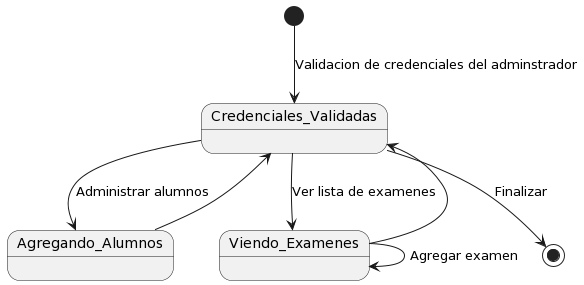 Validacion de credenciales del adminstrador
Credenciales_Validadas
Administrar alumnos
Ver lista de examenes
Finalizar
Agregando_Alumnos
Viendo_Examenes
Agregar examen